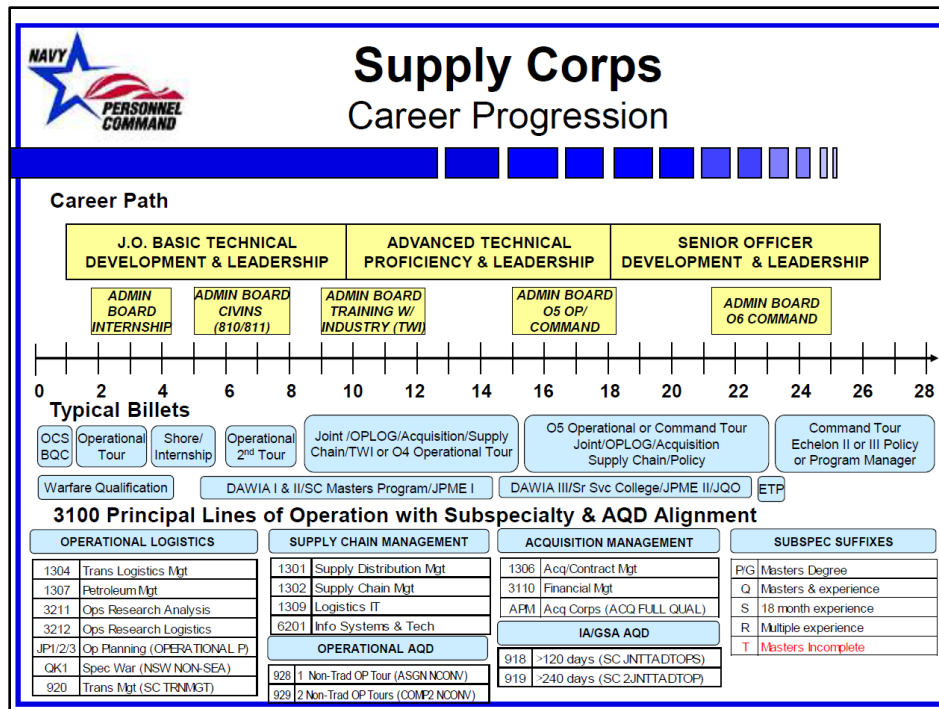 NAVY
PERSONNEL
COMMAND
Supply Corps
Career Progression
Career Path
J.O. BASIC TECHNICAL
DEVELOPMENT & LEADERSHIP
ADVANCED TECHNICAL
PROFICIENCY & LEADERSHIP
SENIOR OFFICER
DEVELOPMENT & LEADERSHIP
ADMIN
BOARD
INTERNSHIP
ADMIN BOARD
CIVINS
(810/811)
ADMIN BOARD
TRAINING W/
INDUSTRY (TWI)
ADMIN BOARD
O5 OP/
COMMAND
ADMIN BOARD
O6 COMMAND
0 2 4 6 8 10 12 14 16 18 20 22 24 26 28
Typical Billets
OCS
BQC
Operational
Tour
Shore/
Internship
Operational
2nd Tour
Joint /OPLOG/Acquisition/Supply
Chain/TWI or O4 Operational Tour
O5 Operational or Command Tour
Joint/OPLOG/Acquisition
Supply Chain/Policy
Command Tour
Echelon II or III Policy
or Program Manager
Warfare Qualification
DAWIA I & II/SC Masters Program/JPME I
DAWIA III/Sr Svc College/JPME II/JQO
ETP
3100 Principal Lines of Operation with Subspecialty & AQD Alignment
OPERATIONAL LOGISTICS
1304 Trans Logistics Mgt
1307 Petroleum Mgt
3211 Ops Research Analysis
3212 Ops Research Logistics
JP1/2/3 Op Planning (OPERATIONAL P)
QK1 Spec War (NSW NON-SEA)
920 Trans Mgt (SC TRNMGT)
SUPPLY CHAIN MANAGEMENT
1301 Supply Distribution Mgt
1302 Supply Chain Mgt
1309 Logistics IT
6201 Info Systems & Tech
OPERATIONAL AQD
928 1 Non-Trad OP Tour (ASGN NCONV)
929 2 Non-Trad OP Tours (COMP2 NCONV)
ACQUISITION MANAGEMENT
1306 Acq/Contract Mgt
3110 Financial Mgt
APM Acq Corps (ACQ FULL QUAL)
IA/GSA AQD
918 >120 days (SC JNTTADTOPS)
919 >240 days (SC 2JNTTADTOP)
SUBSPEC SUFFIXES
P/G Masters Degree
Q Masters & experience
S 18 month experience
R Multiple experience
T Masters Incomplete